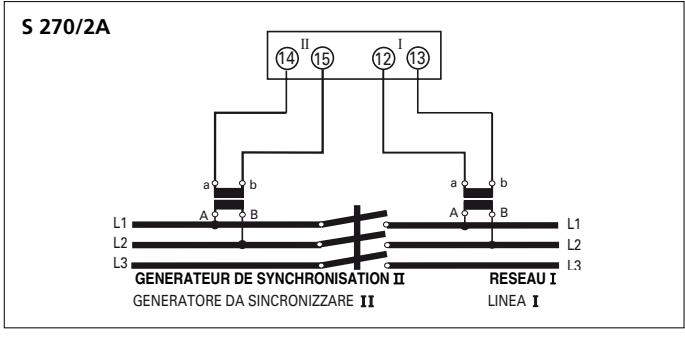 S 270/2A
II I
14 15 12 13
a b a b
A B A B
L1 L1
L2 L2
L3 L3
GENERATEUR DE SYNCHRONISATION II RESEAU I
GENERATORE DA SINCRONIZZARE II LINEA I